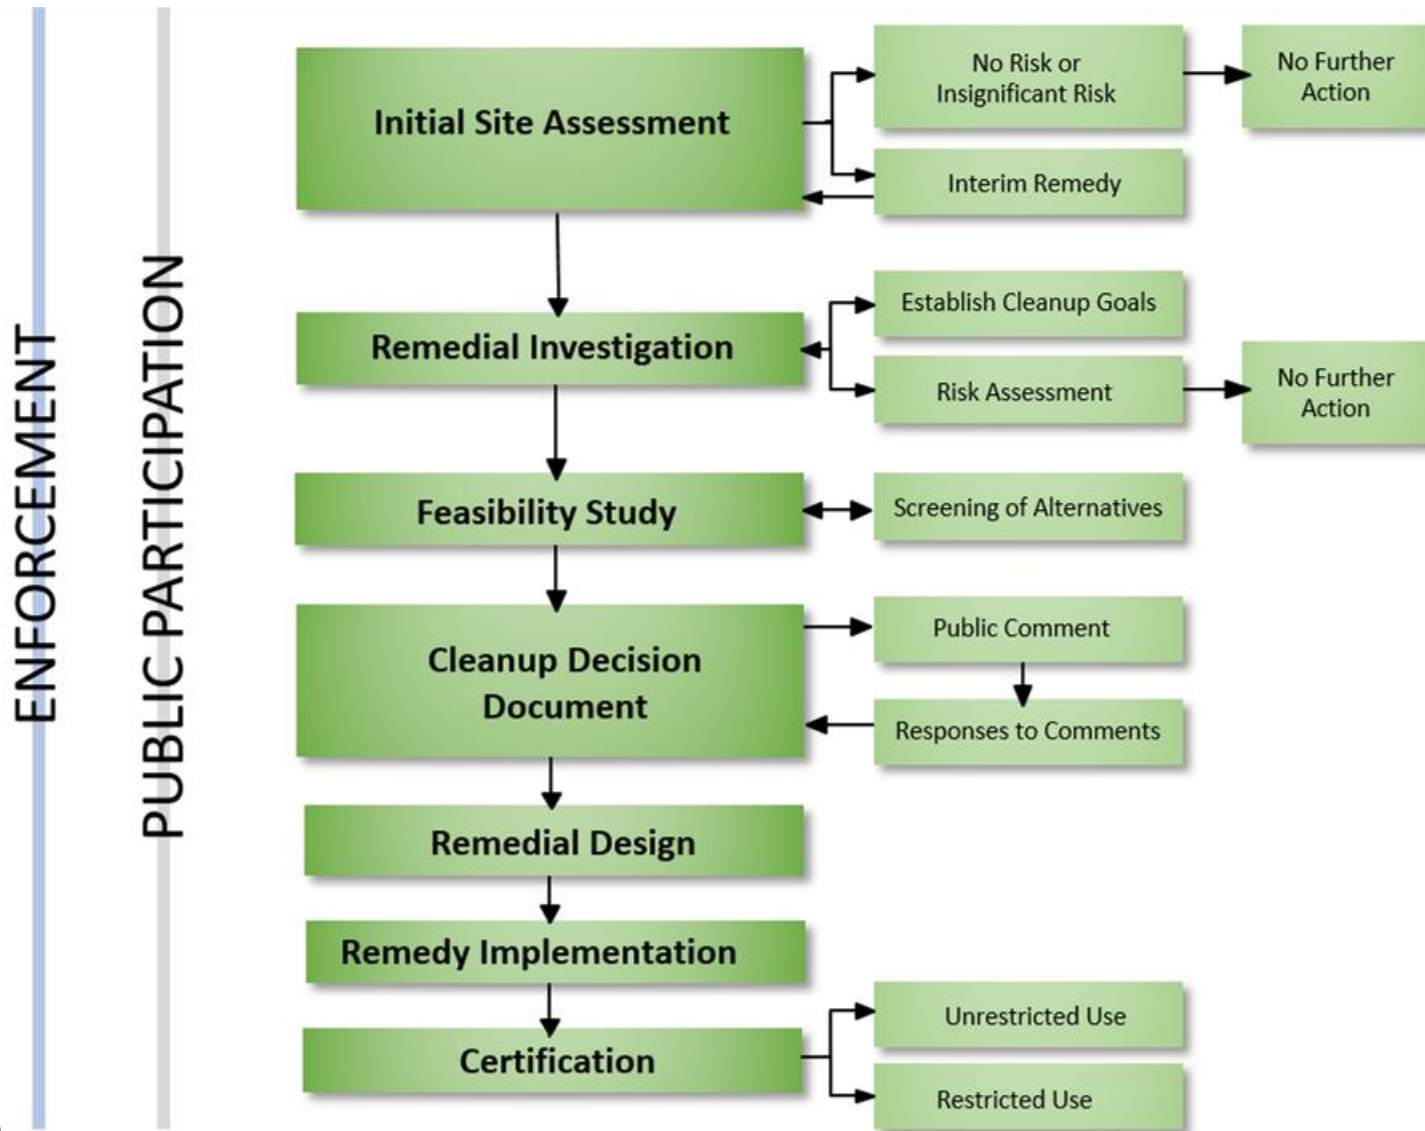 ENFORCEMENT
PUBLIC PARTICIPATION
Initial Site Assessment
No Risk or
Insignificant Risk
No Further
Action
Interim Remedy
Remedial Investigation
Establish Cleanup Goals
Risk Assessment
No Further
Action
Feasibility Study
Screening of Alternatives
Cleanup Decision
Document
Public Comment
Responses to Comments
Remedial Design
Remedy Implementation
Certification
Unrestricted Use
Restricted Use